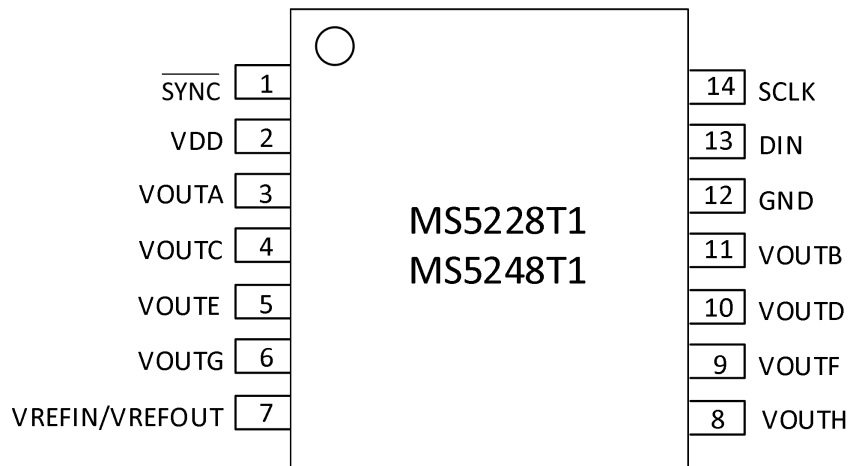 SYNC 1
VDD 2
VOUTA 3
VOUTC 4
VOUTE 5
VOUTG 6
VREFIN/VREFOUT 7
MS5228T1
MS5248T1
14 SCLK
13 DIN
12 GND
11 VOUTB
10 VOUTD
9 VOUTF
8 VOUTH